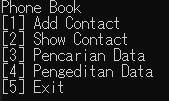 Phone Book
[1] Add Contact
[2] Show Contact
[3] Pencarian Data
[4] Pengeditan Data
[5] Exit